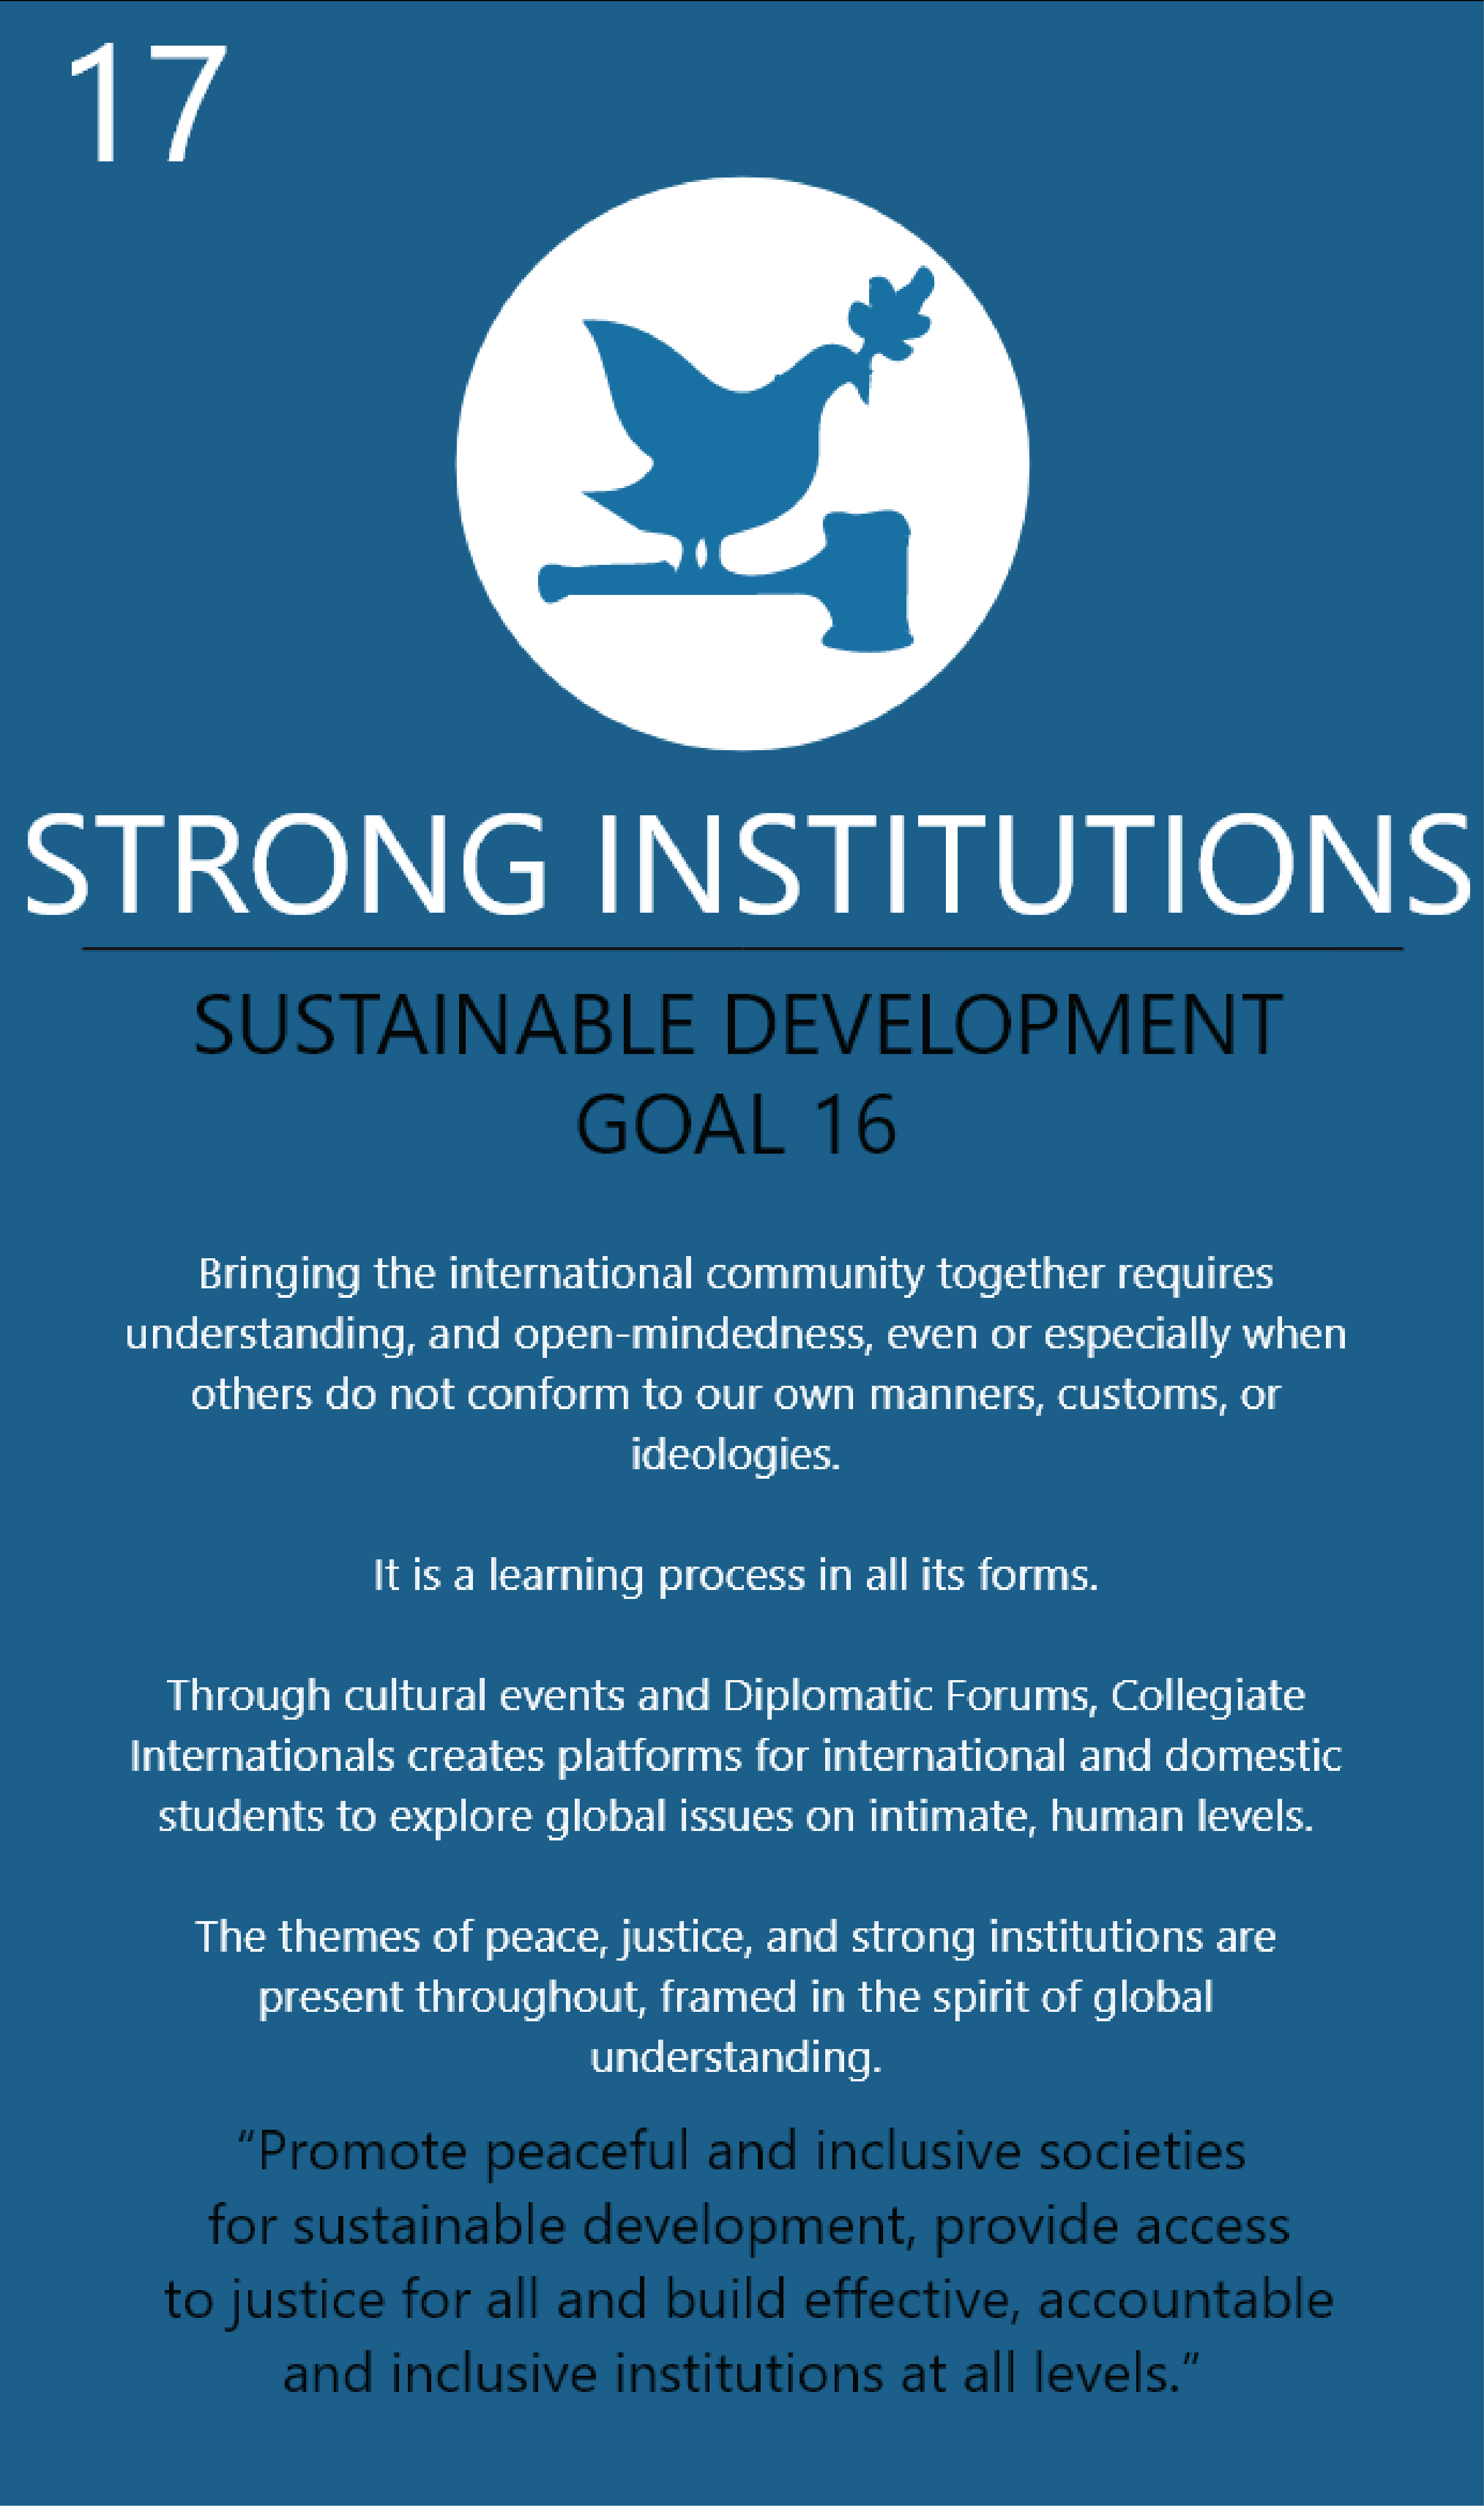 17
STRONG INSTITUTIONS
SUSTAINABLE DEVELOPMENT
GOAL 16
Bringing the international community together requires
understanding, and open-mindedness, even or especially when
others do not conform to our own manners, customs, or
ideologies.
It is a learning process in all its forms.
Through cultural events and Diplomatic Forums, Collegiate
Internationals creates platforms for international and domestic
students to explore global issues on intimate, human levels.
The themes of peace, justice, and strong institutions are
present throughout, framed in the spirit of global
understanding.
“Promote peaceful and inclusive societies
for sustainable development, provide access
to justice for all and build effective, accountable
and inclusive institutions at all levels.”